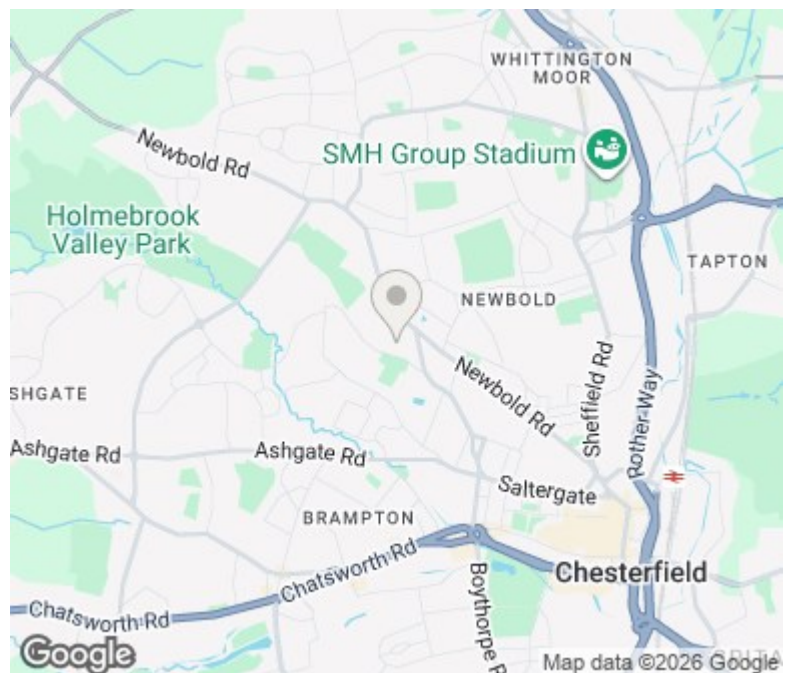 WHITTINGTON
MOOR
Newbold Rd
SMH Group Stadium
Holmebrook
Valley Park
TAPTON
NEWBOLD
Newbold Rd
Sheffield Rd
Rother Way
SHGATE
Ashgate Rd
Ashgate Rd
Saltergate
BRAMPTON
Chatsworth Rd
Chesterfield
Boythorpe R
Chatsworth Rd
Google
Map data ©2026 Google